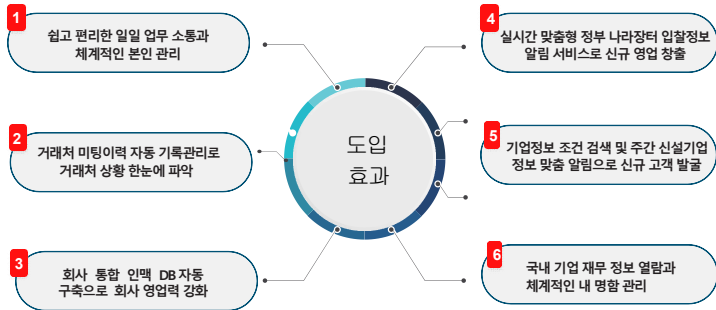 1
쉽고 편리한 일일 업무 소통과
체계적인 본인 관리
2
거래처 미팅이력 자동 기록관리로
거래처 상황 한눈에 파악
3
회사 통합 인맥 DB 자동
구축으로 회사 영업력 강화
도입
효과
4
실시간 맞춤형 정부 나라장터 입찰정보
알림 서비스로 신규 영업 창출
5
기업정보 조건 검색 및 주간 신설기업
정보 맞춤 알림으로 신규 고객 발굴
6
국내 기업 재무 정보 열람과
체계적인 내 명함 관리